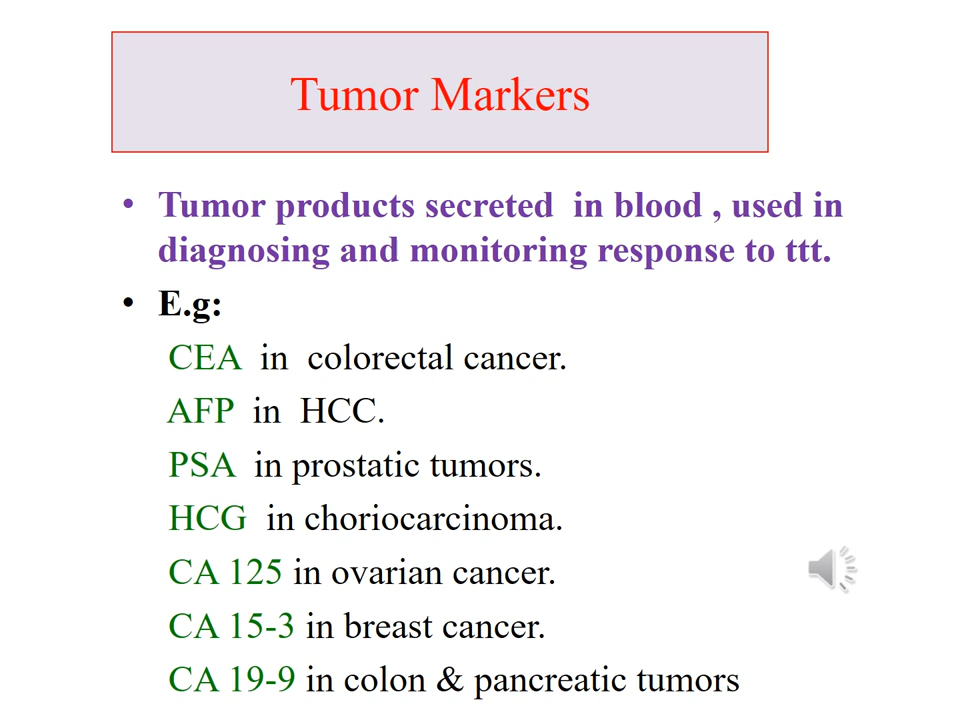 Tumor Markers
• Tumor products secreted in blood , used in
diagnosing and monitoring response to ttt.
• E.g:
CEA in colorectal cancer.
AFP in HCC.
PSA in prostatic tumors.
HCG in choriocarcinoma.
CA 125 in ovarian cancer.
CA 15-3 in breast cancer.
CA 19-9 in colon & pancreatic tumors